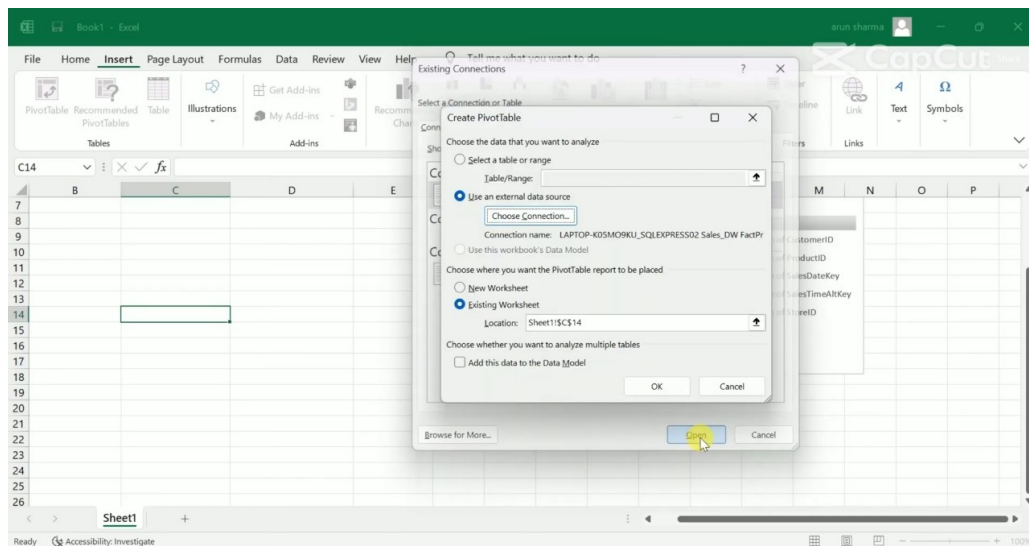 Book1 - Excel
arun sharma
File Home Insert Page Layout Formulas Data Review View Help Tell me what you want to do
CapCut
PivotTable Recommended PivotTables Table Illustrations Get Add-ins
My Add-ins
Link Text Symbols
Tables Add-ins Links
C14 fx
B C D E M N O P
7
8
9
10
11
12
13
14
15
16
17
18
19
20
21
22
23
24
25
26
Existing Connections ? X
Select a Connection or Table
Create PivotTable
Choose the data that you want to analyze
Select a table or range
Table/Range:
Use an external data source
Choose Connection...
Connection name: LAPTOP-K05MO9KU_SQLEXPRESS02 Sales_DW FactPr
Use this workbook's Data Model
Choose where you want the PivotTable report to be placed
New Worksheet
Existing Worksheet
Location: Sheet1!$C$14
Choose whether you want to analyze multiple tables
Add this data to the Data Model
OK Cancel
Browse for More... Open Cancel
of CustomerID
of ProductID
of SalesDateKey
of SalesTimeAltKey
of StoreID
Sheet1
Ready Accessibility: Investigate
100%